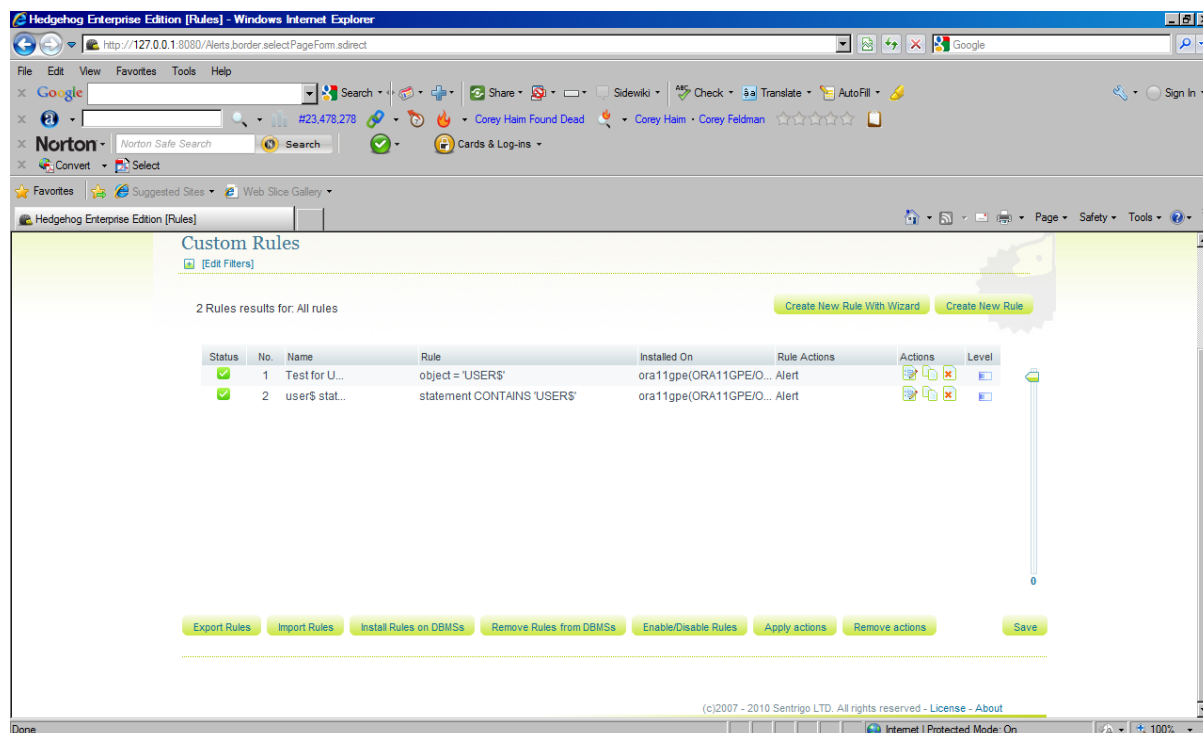 Hedgehog Enterprise Edition [Rules] - Windows Internet Explorer
http://127.0.0.1:8080/Alerts,border.selectPageForm.sdirect
Google
File Edit View Favorites Tools Help
x Google Search Share Sidewiki ABC Check aあ Translate AutoFill Sign In
x a #23,478,278 Corey Haim Found Dead Corey Haim • Corey Feldman
x Norton Norton Safe Search Search Cards & Log-ins
x Convert Select
Favorites Suggested Sites Web Slice Gallery
Hedgehog Enterprise Edition [Rules] Page Safety Tools
Custom Rules
[Edit Filters]
2 Rules results for: All rules Create New Rule With Wizard Create New Rule
Status No. Name Rule Installed On Rule Actions Actions Level
1 Test for U... object = 'USER$' ora11gpe(ORA11GPE/O... Alert
2 user$ stat... statement CONTAINS 'USER$' ora11gpe(ORA11GPE/O... Alert
0
Export Rules Import Rules Install Rules on DBMSs Remove Rules from DBMSs Enable/Disable Rules Apply actions Remove actions Save
(c)2007 - 2010 Sentrigo LTD. All rights reserved - License - About
Done Internet | Protected Mode: On 100%